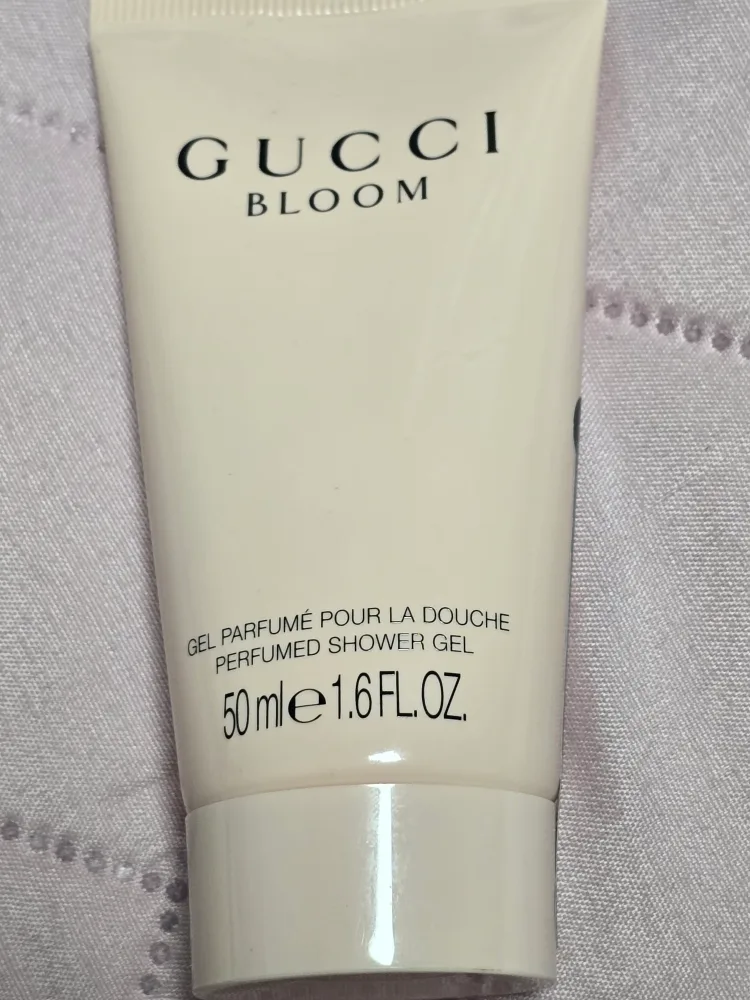 GUCCI
BLOOM
GEL PARFUMÉ POUR LA DOUCHE
PERFUMED SHOWER GEL
50 ml e 1.6 FL.OZ.